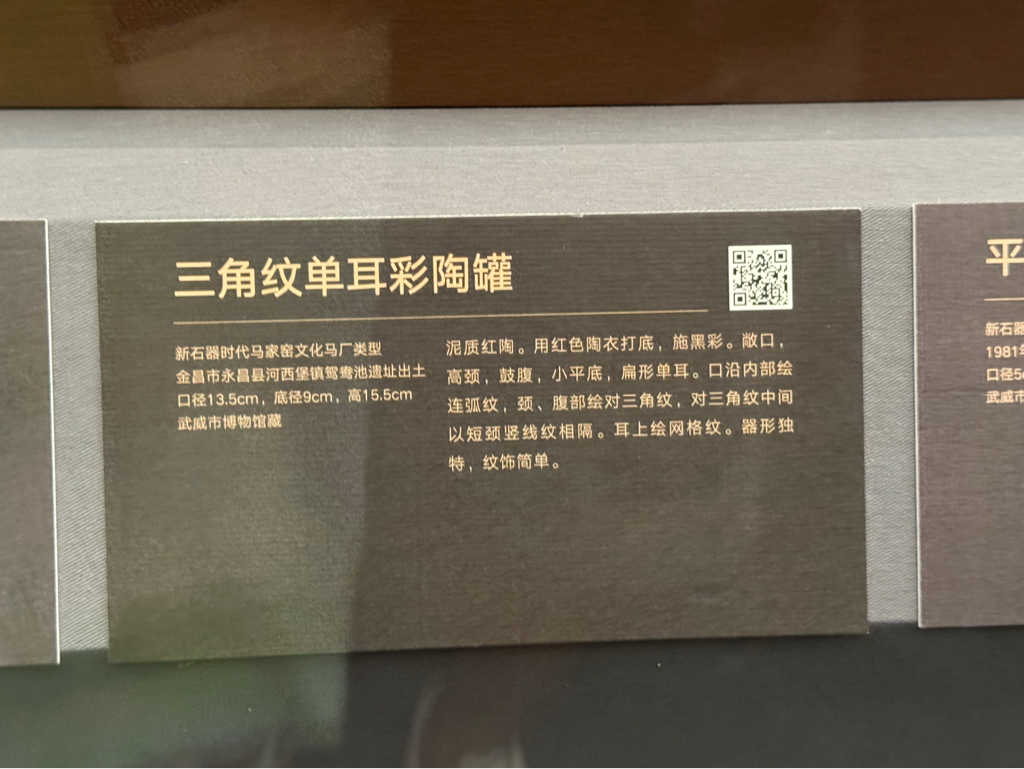 三角纹单耳彩陶罐
新石器时代马家窑文化马厂类型
金昌市永昌县河西堡镇鸳鸯池遗址出土
口径13.5cm，底径9cm，高15.5cm
武威市博物馆藏
泥质红陶。用红色陶衣打底，施黑彩。敞口，
高颈，鼓腹，小平底，扁形单耳。口沿内部绘
连弧纹，颈、腹部绘对三角纹，对三角纹中间
以短颈竖线纹相隔。耳上绘网格纹。器形独
特，纹饰简单。
平
新石器
1981年
口径5
武威市